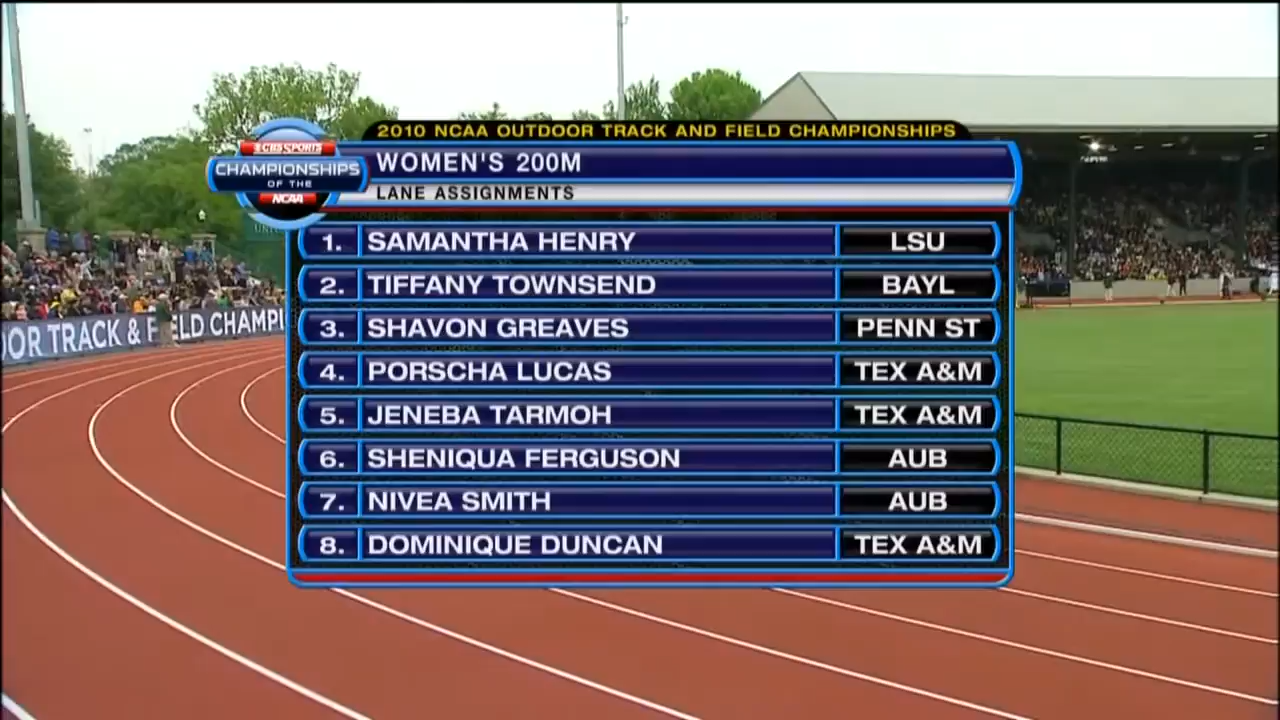 2010 NCAA OUTDOOR TRACK AND FIELD CHAMPIONSHIPS
CBS SPORTS
CHAMPIONSHIPS
OF THE
NCAA
WOMEN'S 200M
LANE ASSIGNMENTS
1. SAMANTHA HENRY LSU
2. TIFFANY TOWNSEND BAYL
3. SHAVON GREAVES PENN ST
4. PORSCHA LUCAS TEX A&M
5. JENEBA TARMOH TEX A&M
6. SHENIQUA FERGUSON AUB
7. NIVEA SMITH AUB
8. DOMINIQUE DUNCAN TEX A&M
OOR TRACK & FIELD CHAMPI